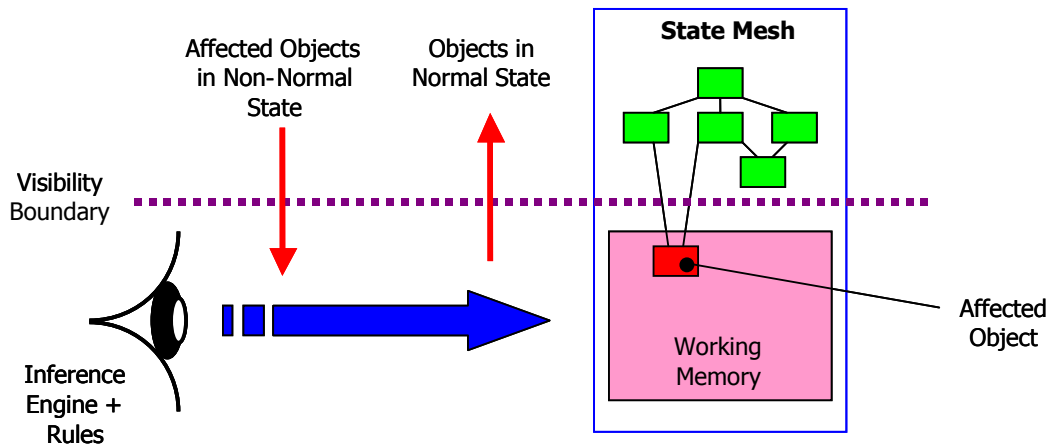 State Mesh
Affected Objects
in Non-Normal
State
Objects in
Normal State
Visibility
Boundary
Affected
Object
Working
Memory
Inference
Engine +
Rules